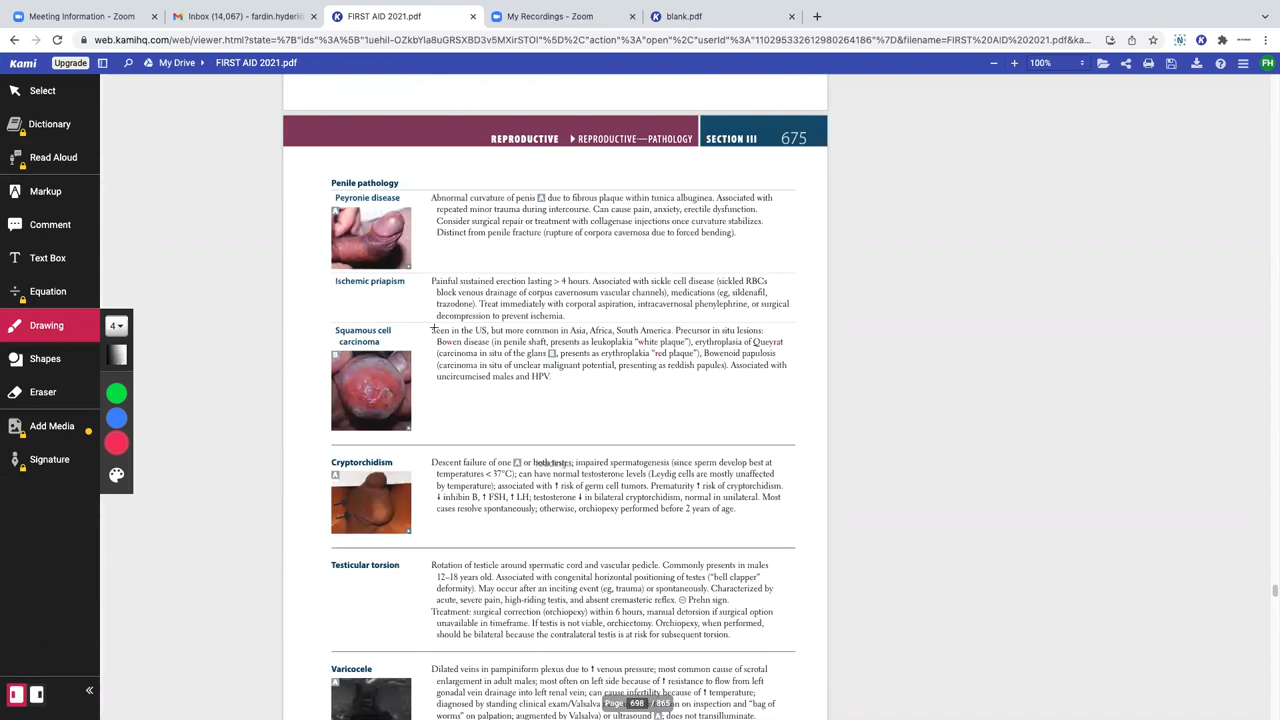 Meeting Information - Zoom
Inbox (14,067) - fardin.hyderi@
FIRST AID 2021.pdf
My Recordings - Zoom
blank.pdf
Kami
Upgrade
My Drive
FIRST AID 2021.pdf
100%
FH
Select
Dictionary
Read Aloud
Markup
Comment
Text Box
Equation
Drawing
4
Shapes
Eraser
Add Media
Signature
REPRODUCTIVE ▶ REPRODUCTIVE—PATHOLOGY SECTION III 675
Penile pathology
Peyronie disease
A
Abnormal curvature of penis A due to fibrous plaque within tunica albuginea. Associated with
repeated minor trauma during intercourse. Can cause pain, anxiety, erectile dysfunction.
Consider surgical repair or treatment with collagenase injections once curvature stabilizes.
Distinct from penile fracture (rupture of corpora cavernosa due to forced bending).
Ischemic priapism
Painful sustained erection lasting > 4 hours. Associated with sickle cell disease (sickled RBCs
block venous drainage of corpus cavernosum vascular channels), medications (eg, sildenafil,
trazodone). Treat immediately with corporal aspiration, intracavernosal phenylephrine, or surgical
decompression to prevent ischemia.
Squamous cell
carcinoma
B
Seen in the US, but more common in Asia, Africa, South America. Precursor in situ lesions:
Bowen disease (in penile shaft, presents as leukoplakia “white plaque”), erythroplasia of Queyrat
(carcinoma in situ of the glans B, presents as erythroplakia “red plaque”), Bowenoid papulosis
(carcinoma in situ of unclear malignant potential, presenting as reddish papules). Associated with
uncircumcised males and HPV.
Cryptorchidism
A
Descent failure of one A or both testes; impaired spermatogenesis (since sperm develop best at
temperatures < 37°C); can have normal testosterone levels (Leydig cells are mostly unaffected
by temperature); associated with ↑ risk of germ cell tumors. Prematurity ↑ risk of cryptorchidism.
↓ inhibin B, ↑ FSH, ↑ LH; testosterone ↓ in bilateral cryptorchidism, normal in unilateral. Most
cases resolve spontaneously; otherwise, orchiopexy performed before 2 years of age.
Testicular torsion
Rotation of testicle around spermatic cord and vascular pedicle. Commonly presents in males
12–18 years old. Associated with congenital horizontal positioning of testes (“bell clapper”
deformity). May occur after an inciting event (eg, trauma) or spontaneously. Characterized by
acute, severe pain, high-riding testis, and absent cremasteric reflex. ⊖ Prehn sign.
Treatment: surgical correction (orchiopexy) within 6 hours, manual detorsion if surgical option
unavailable in timeframe. If testis is not viable, orchiectomy. Orchiopexy, when performed,
should be bilateral because the contralateral testis is at risk for subsequent torsion.
Varicocele
A
Dilated veins in pampiniform plexus due to ↑ venous pressure; most common cause of scrotal
enlargement in adult males; most often on left side because of ↑ resistance to flow from left
gonadal vein drainage into left renal vein; can cause infertility because of ↑ temperature;
diagnosed by standing clinical exam/Valsalva on inspection and “bag of
worms” on palpation; augmented by Valsalva) or ultrasound A; does not transilluminate.
Page 698 / 865